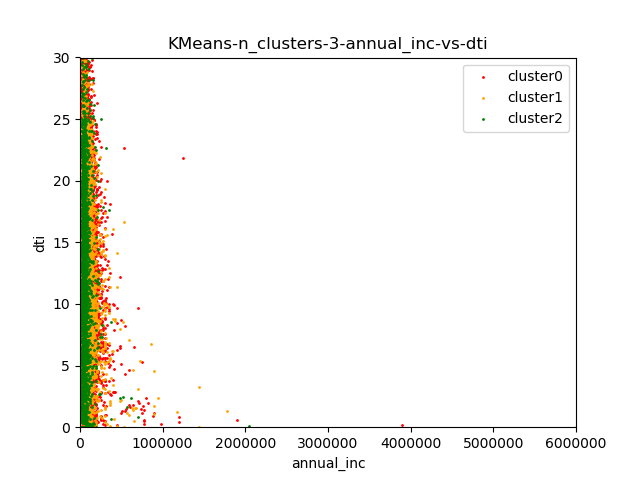 KMeans-n_clusters-3-annual_inc-vs-dti
30
25
20
15
10
5
0
dti
cluster0
cluster1
cluster2
0 1000000 2000000 3000000 4000000 5000000 6000000
annual_inc